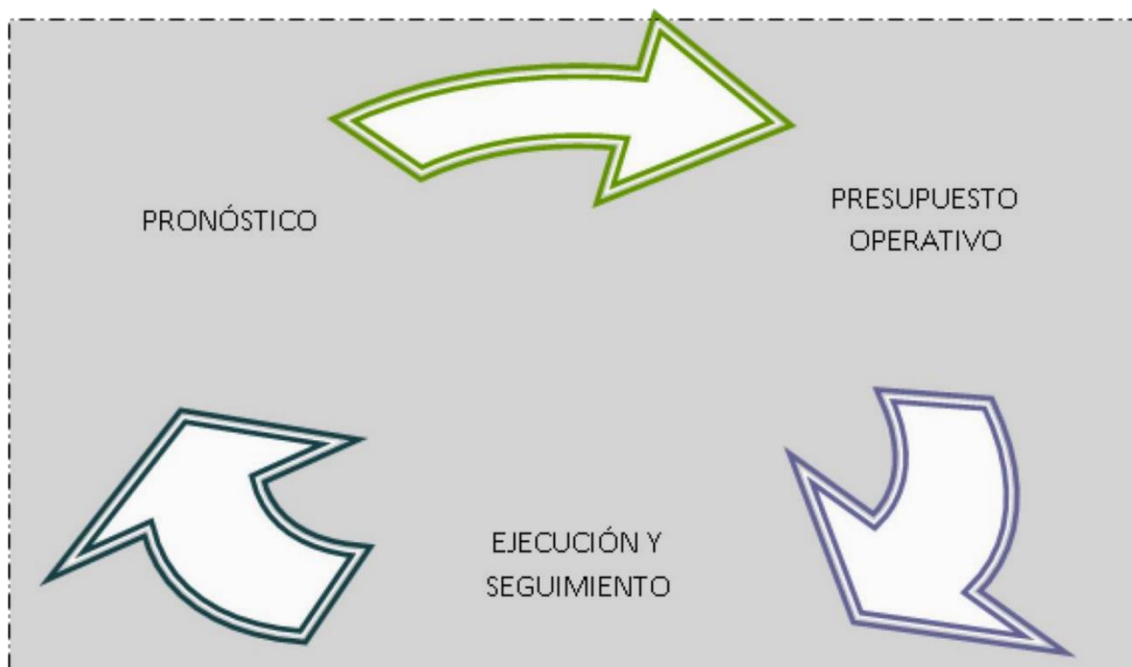 PRONÓSTICO
PRESUPUESTO
OPERATIVO
EJECUCIÓN Y
SEGUIMIENTO